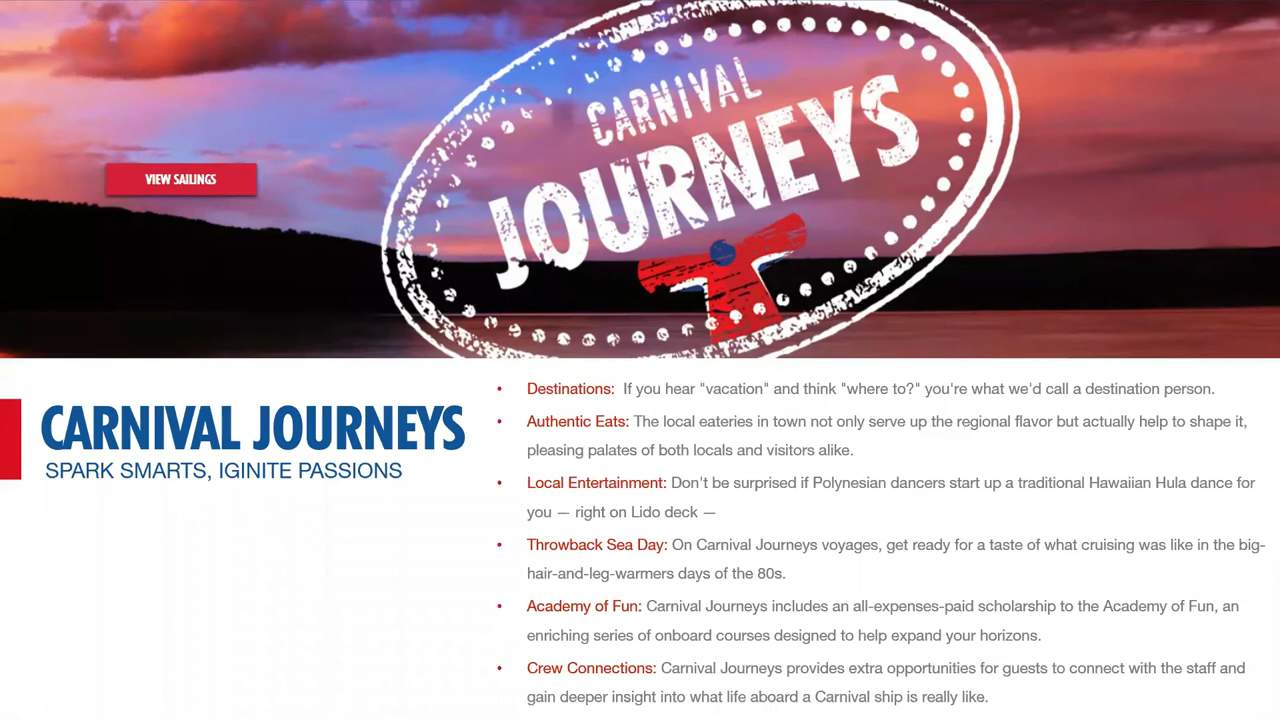 CARNIVAL
JOURNEYS
VIEW SAILINGS
CARNIVAL JOURNEYS
SPARK SMARTS, IGINITE PASSIONS
• Destinations: If you hear "vacation" and think "where to?" you're what we'd call a destination person.
• Authentic Eats: The local eateries in town not only serve up the regional flavor but actually help to shape it,
pleasing palates of both locals and visitors alike.
• Local Entertainment: Don't be surprised if Polynesian dancers start up a traditional Hawaiian Hula dance for
you — right on Lido deck —
• Throwback Sea Day: On Carnival Journeys voyages, get ready for a taste of what cruising was like in the big-
hair-and-leg-warmers days of the 80s.
• Academy of Fun: Carnival Journeys includes an all-expenses-paid scholarship to the Academy of Fun, an
enriching series of onboard courses designed to help expand your horizons.
• Crew Connections: Carnival Journeys provides extra opportunities for guests to connect with the staff and
gain deeper insight into what life aboard a Carnival ship is really like.